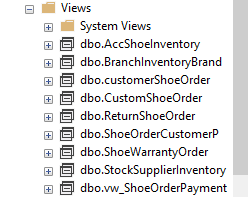 Views
System Views
dbo.AccShoeInventory
dbo.BranchInventoryBrand
dbo.customerShoeOrder
dbo.CustomShoeOrder
dbo.ReturnShoeOrder
dbo.ShoeOrderCustomerP
dbo.ShoeWarrantyOrder
dbo.StockSupplierInventory
dbo.vw_ShoeOrderPayment